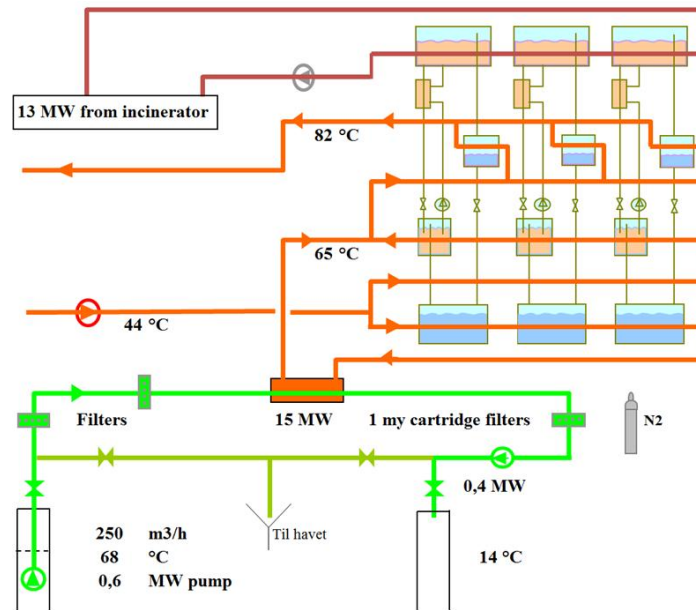 13 MW from incinerator
82 °C
65 °C
44 °C
Filters
15 MW
1 my cartridge filters
N2
0,4 MW
250 m3/h
68 °C
0,6 MW pump
Til havet
14 °C